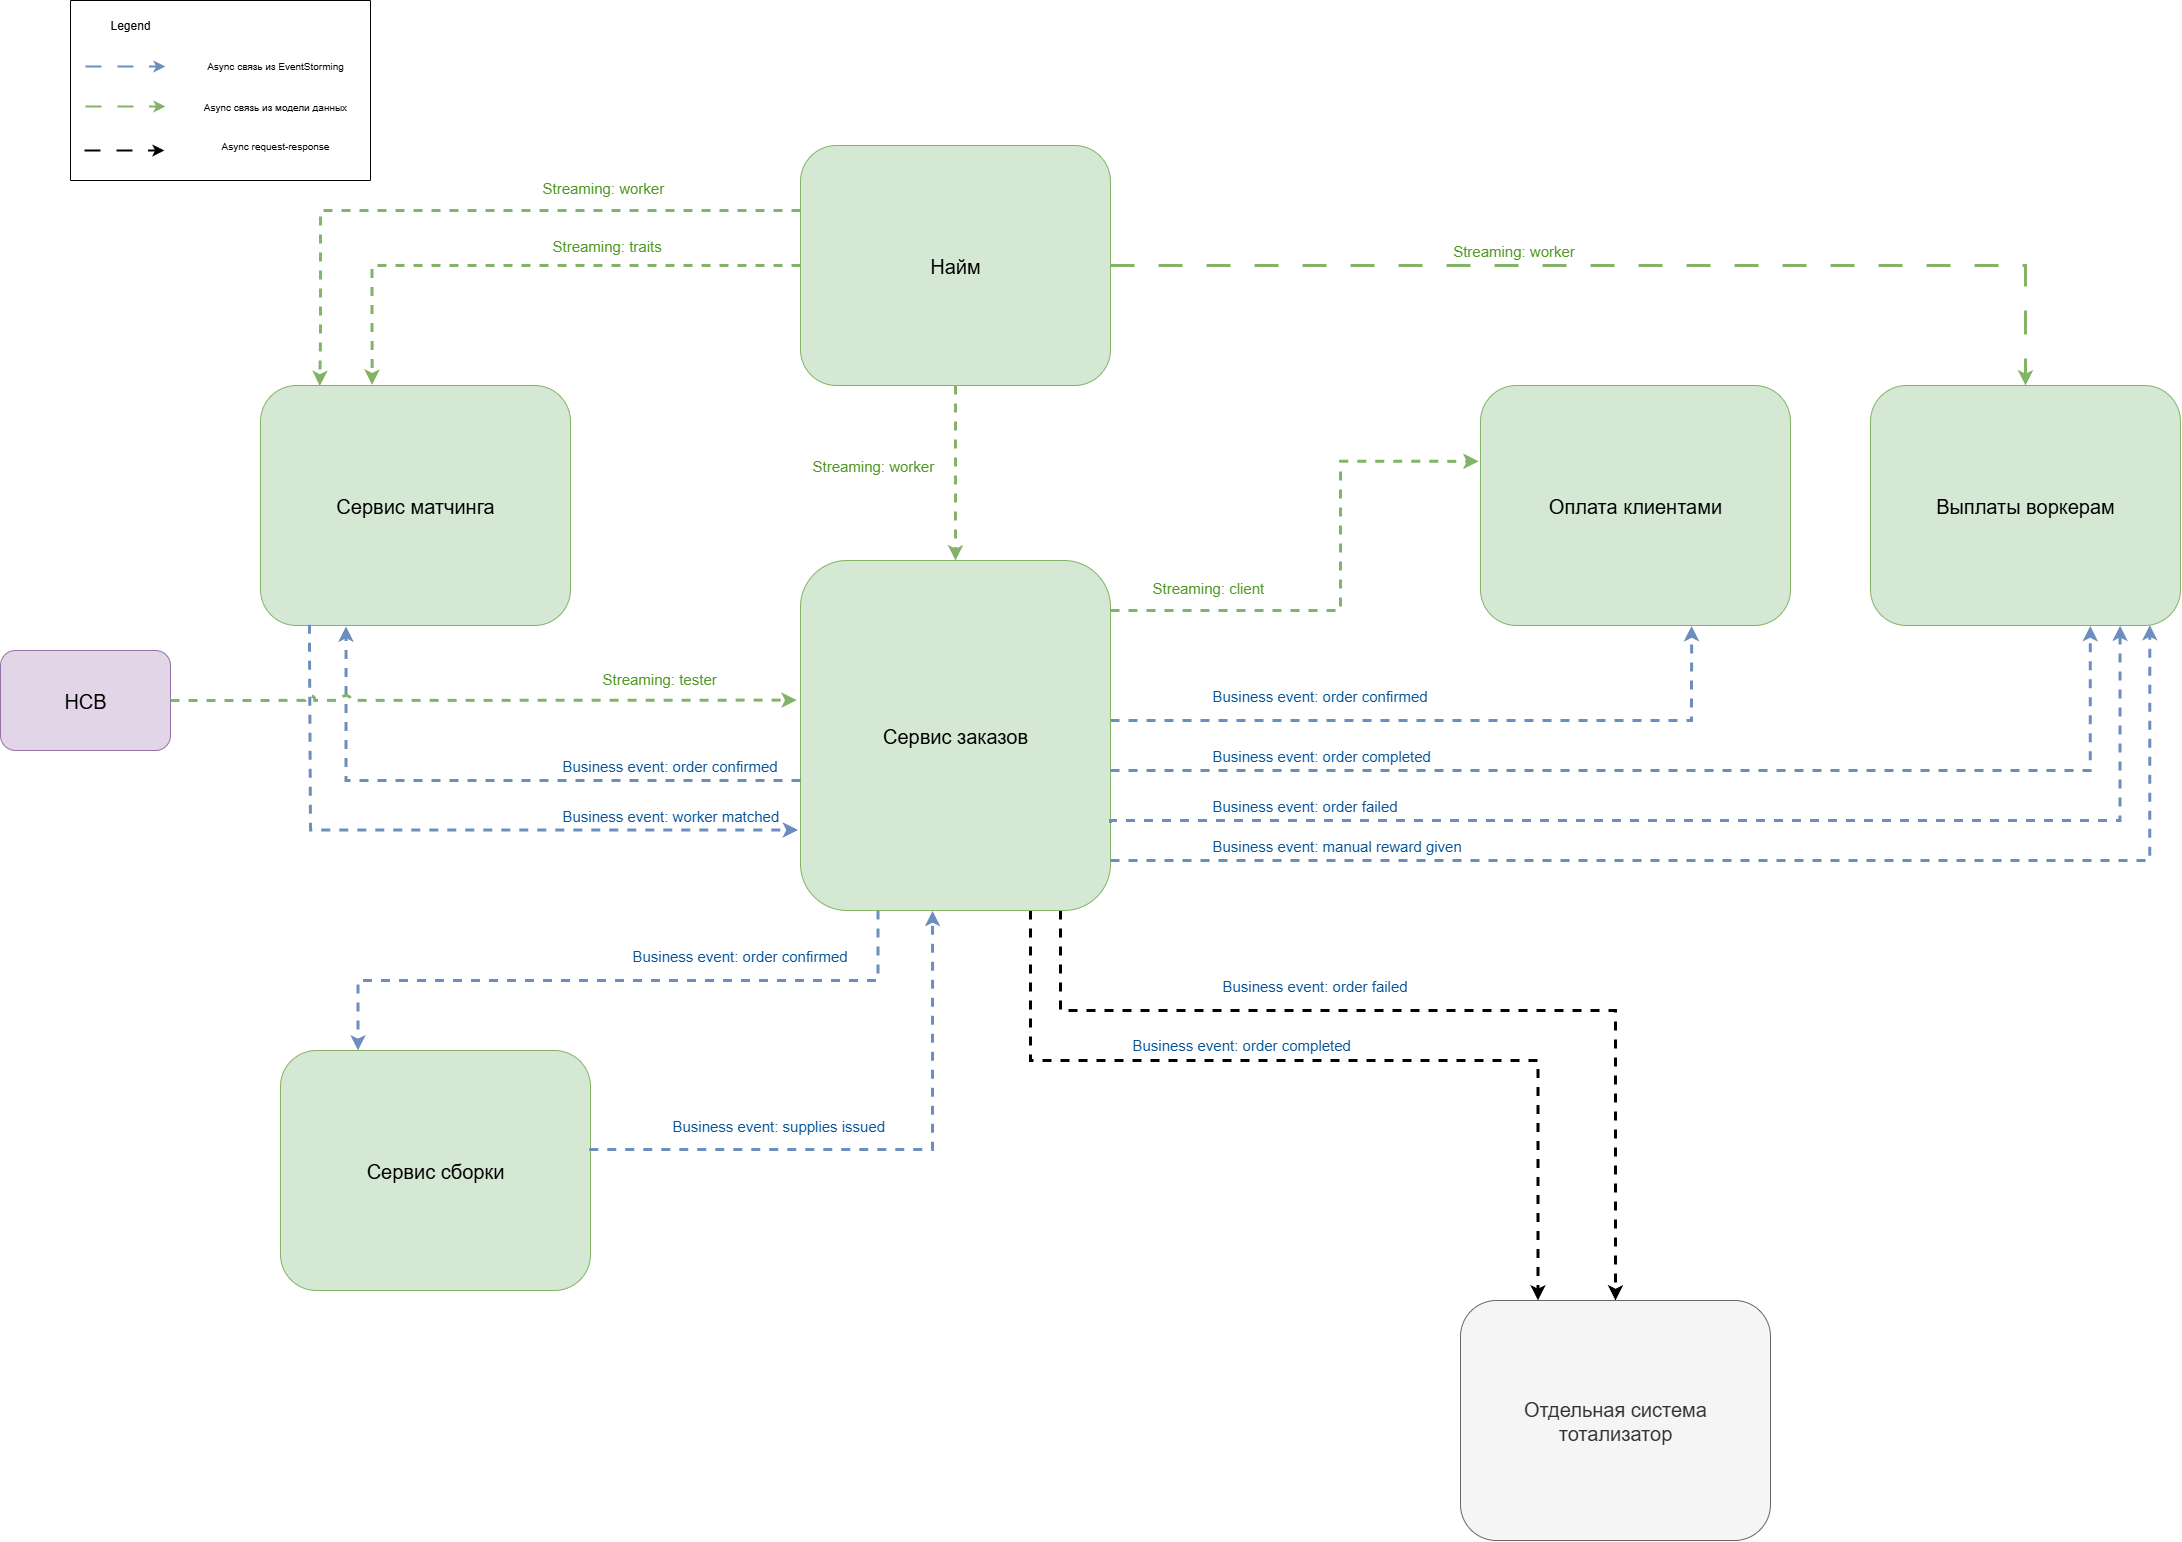 Legend
Async связь из EventStorming
Async связь из модели данных
Async request-response
Streaming: worker
Streaming: traits
Найм
Streaming: worker
Streaming: worker
Сервис матчинга
Оплата клиентами
Выплаты воркерам
Streaming: client
НСВ
Streaming: tester
Сервис заказов
Business event: order confirmed
Business event: order confirmed
Business event: order completed
Business event: worker matched
Business event: order failed
Business event: manual reward given
Business event: order confirmed
Business event: order failed
Business event: order completed
Business event: supplies issued
Сервис сборки
Отдельная система
тотализатор